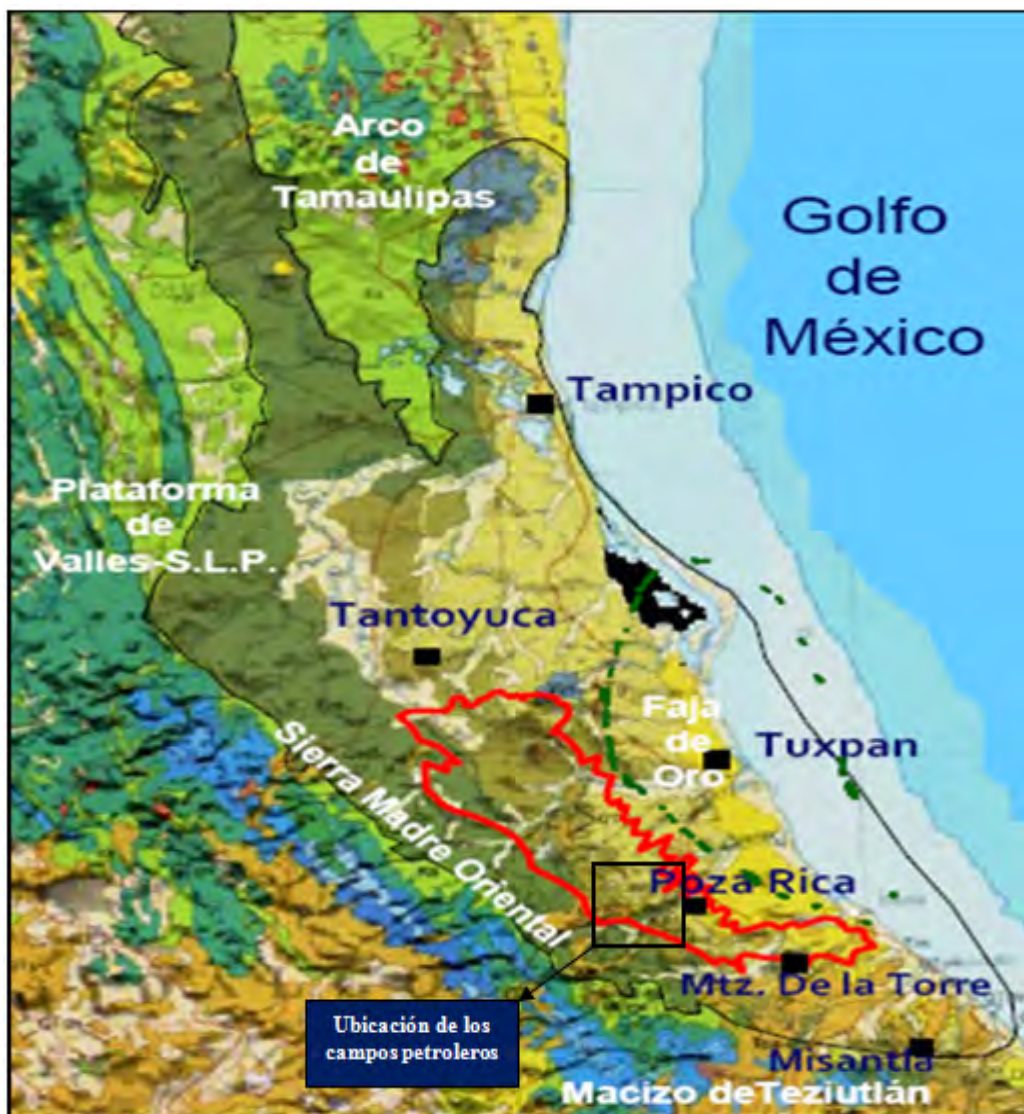 Arco
de
Tamaulipas
Golfo
de
México
Tampico
Plataforma
de
Valles-S.L.P.
Tantoyuca
Faja
de
Oro
Tuxpan
Sierra Madre Oriental
Poza Rica
Mtz. De la Torre
Ubicación de los
campos petroleros
Misantla
Macizo deTeziutlán